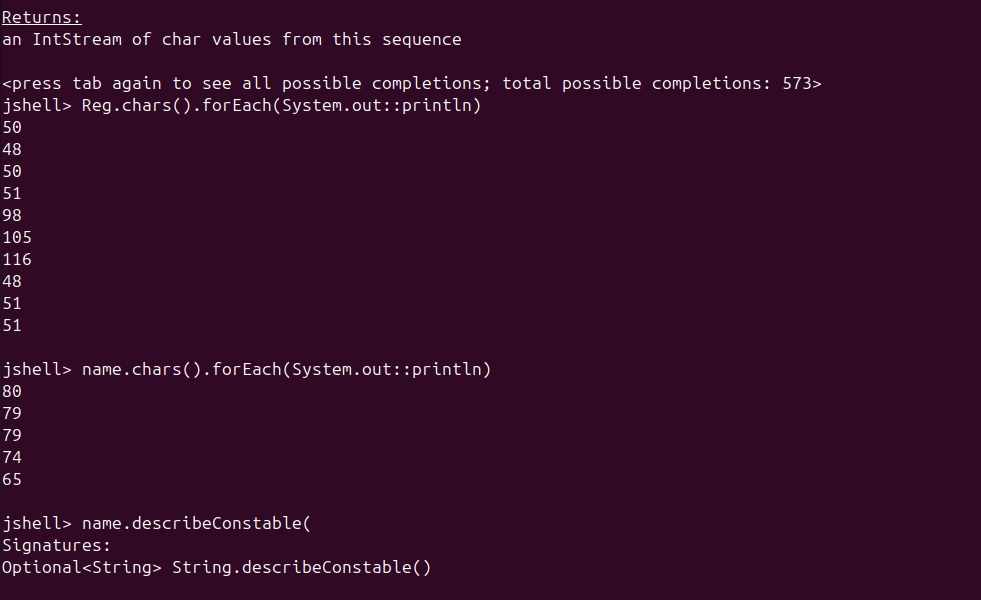 Returns:
an IntStream of char values from this sequence
<press tab again to see all possible completions; total possible completions: 573>
jshell> Reg.chars().forEach(System.out::println)
50
48
50
51
98
105
116
48
51
51
jshell> name.chars().forEach(System.out::println)
80
79
79
74
65
jshell> name.describeConstable(
Signatures:
Optional<String> String.describeConstable()